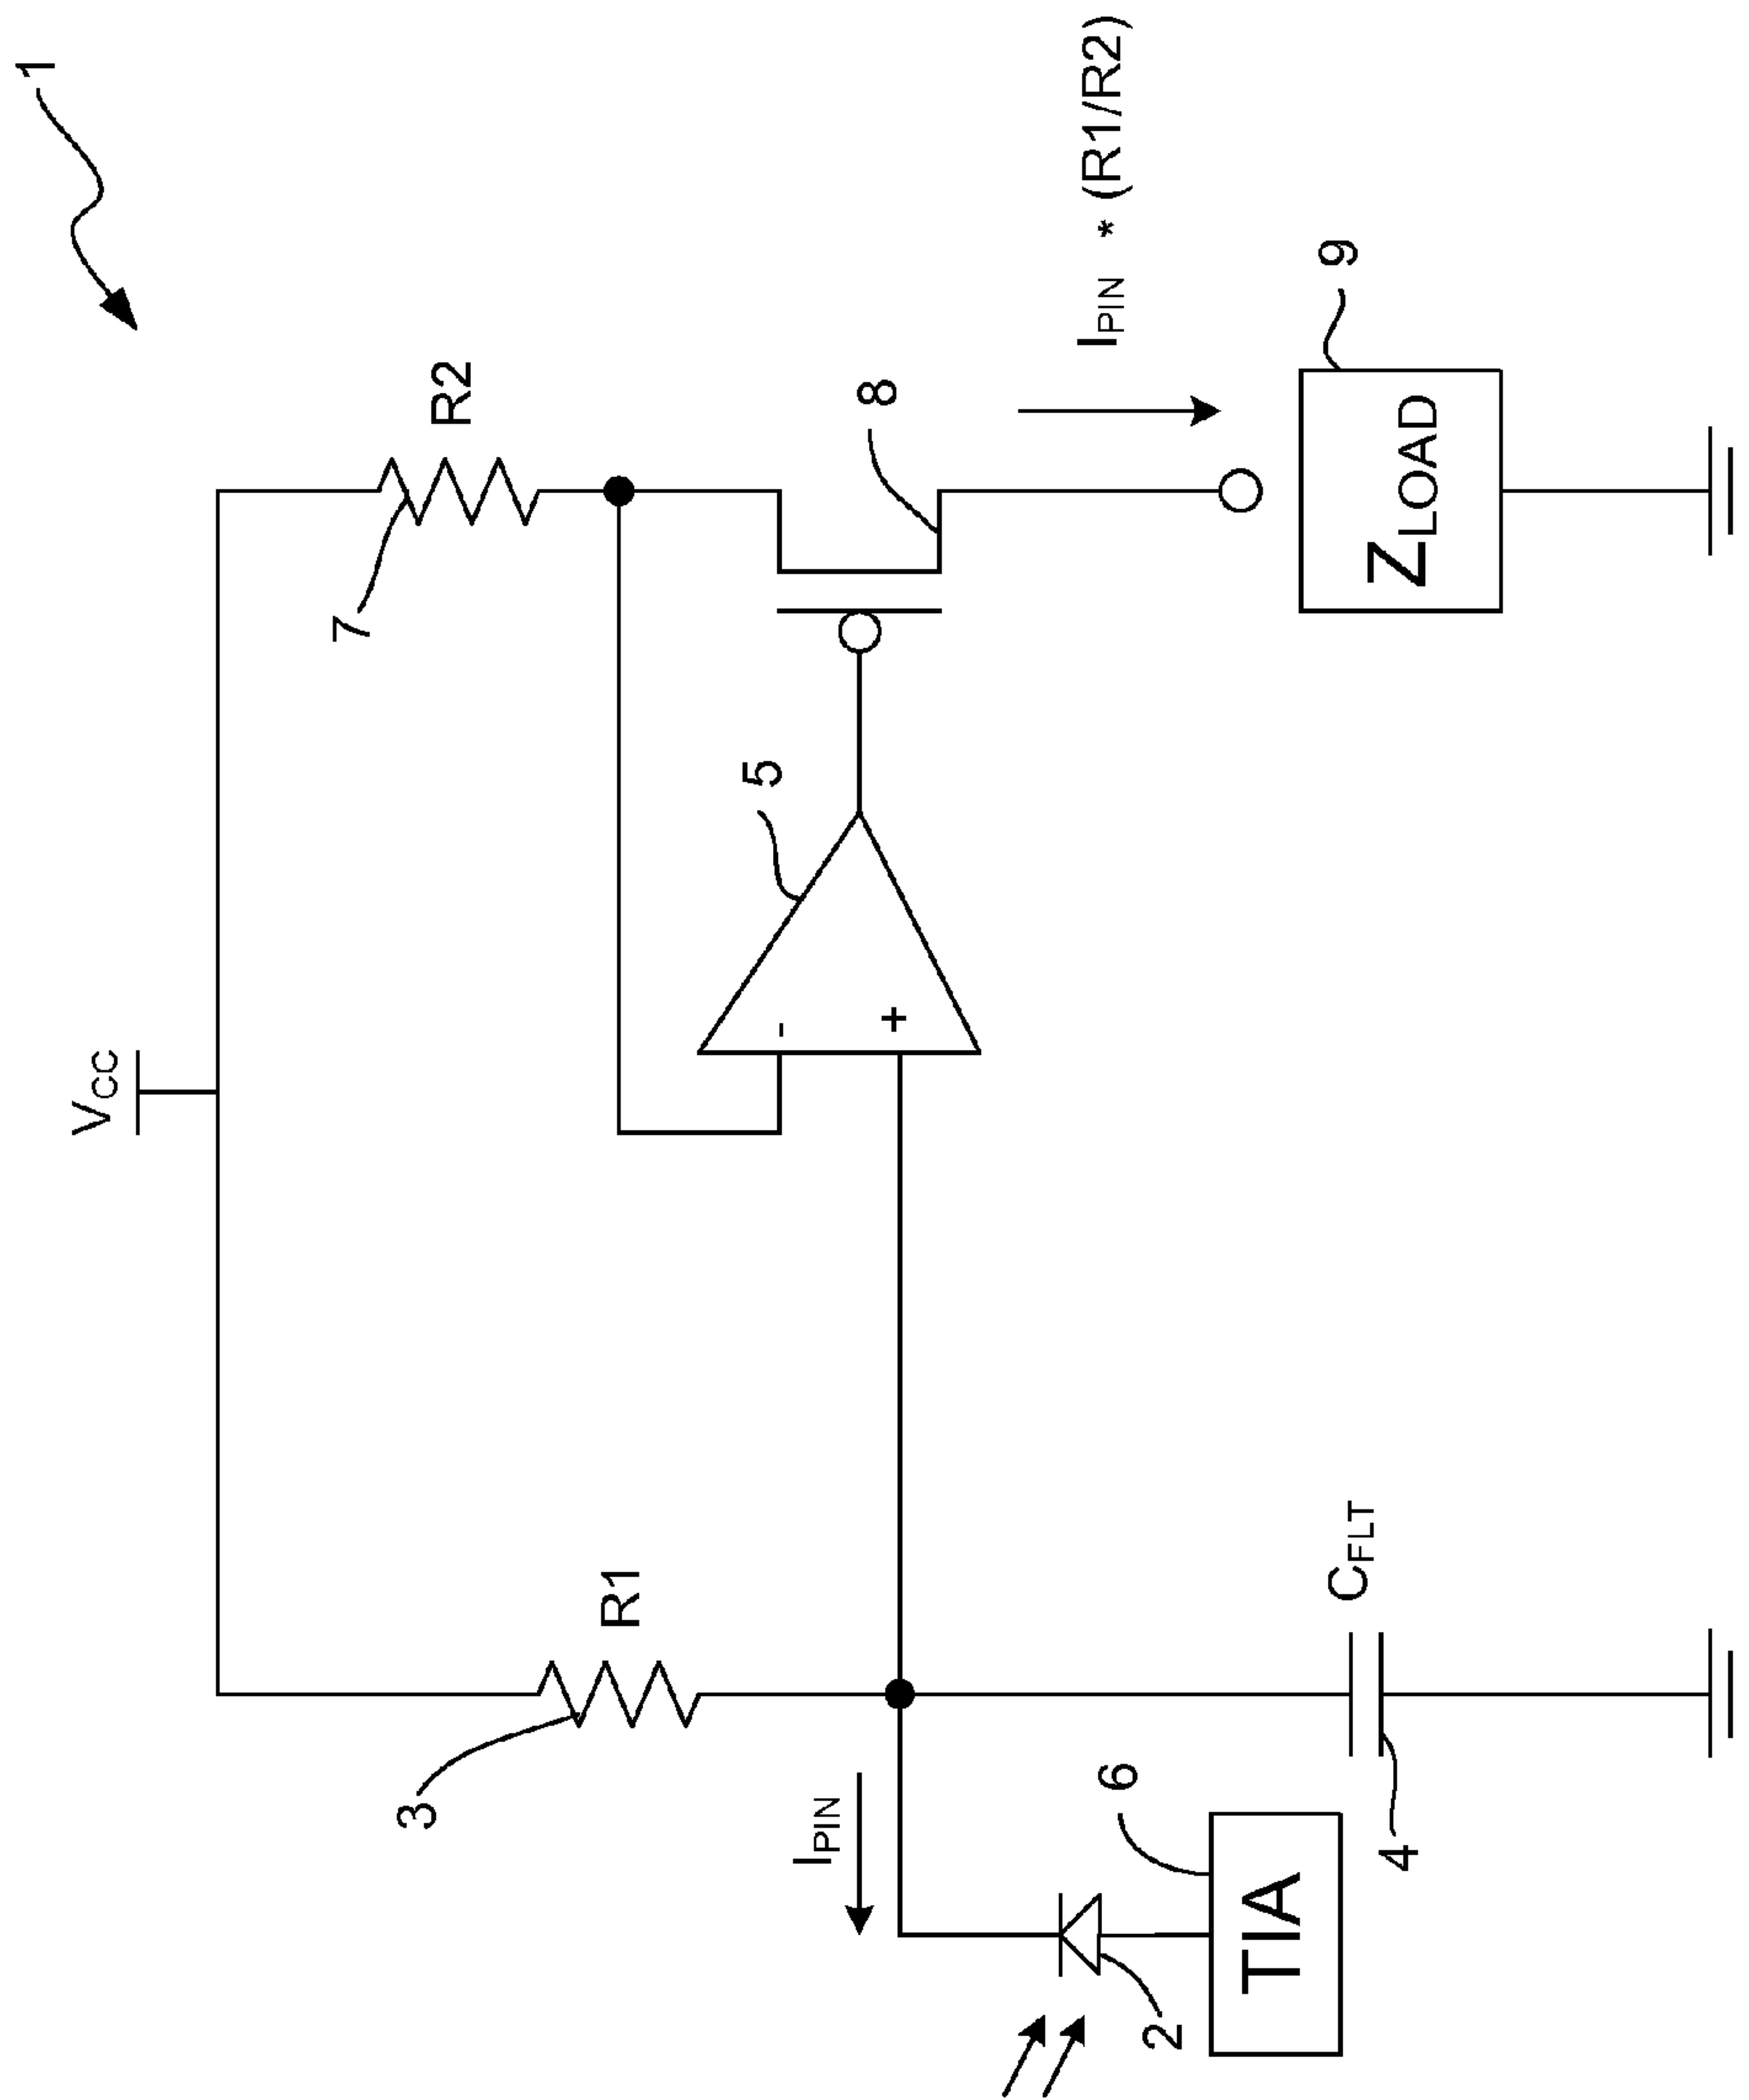 1
VCC
R2
7
R1
3
5
8
IPIN * (R1/R2)
-
+
IPIN
9
ZLOAD
6
CFLT
2
TIA
4